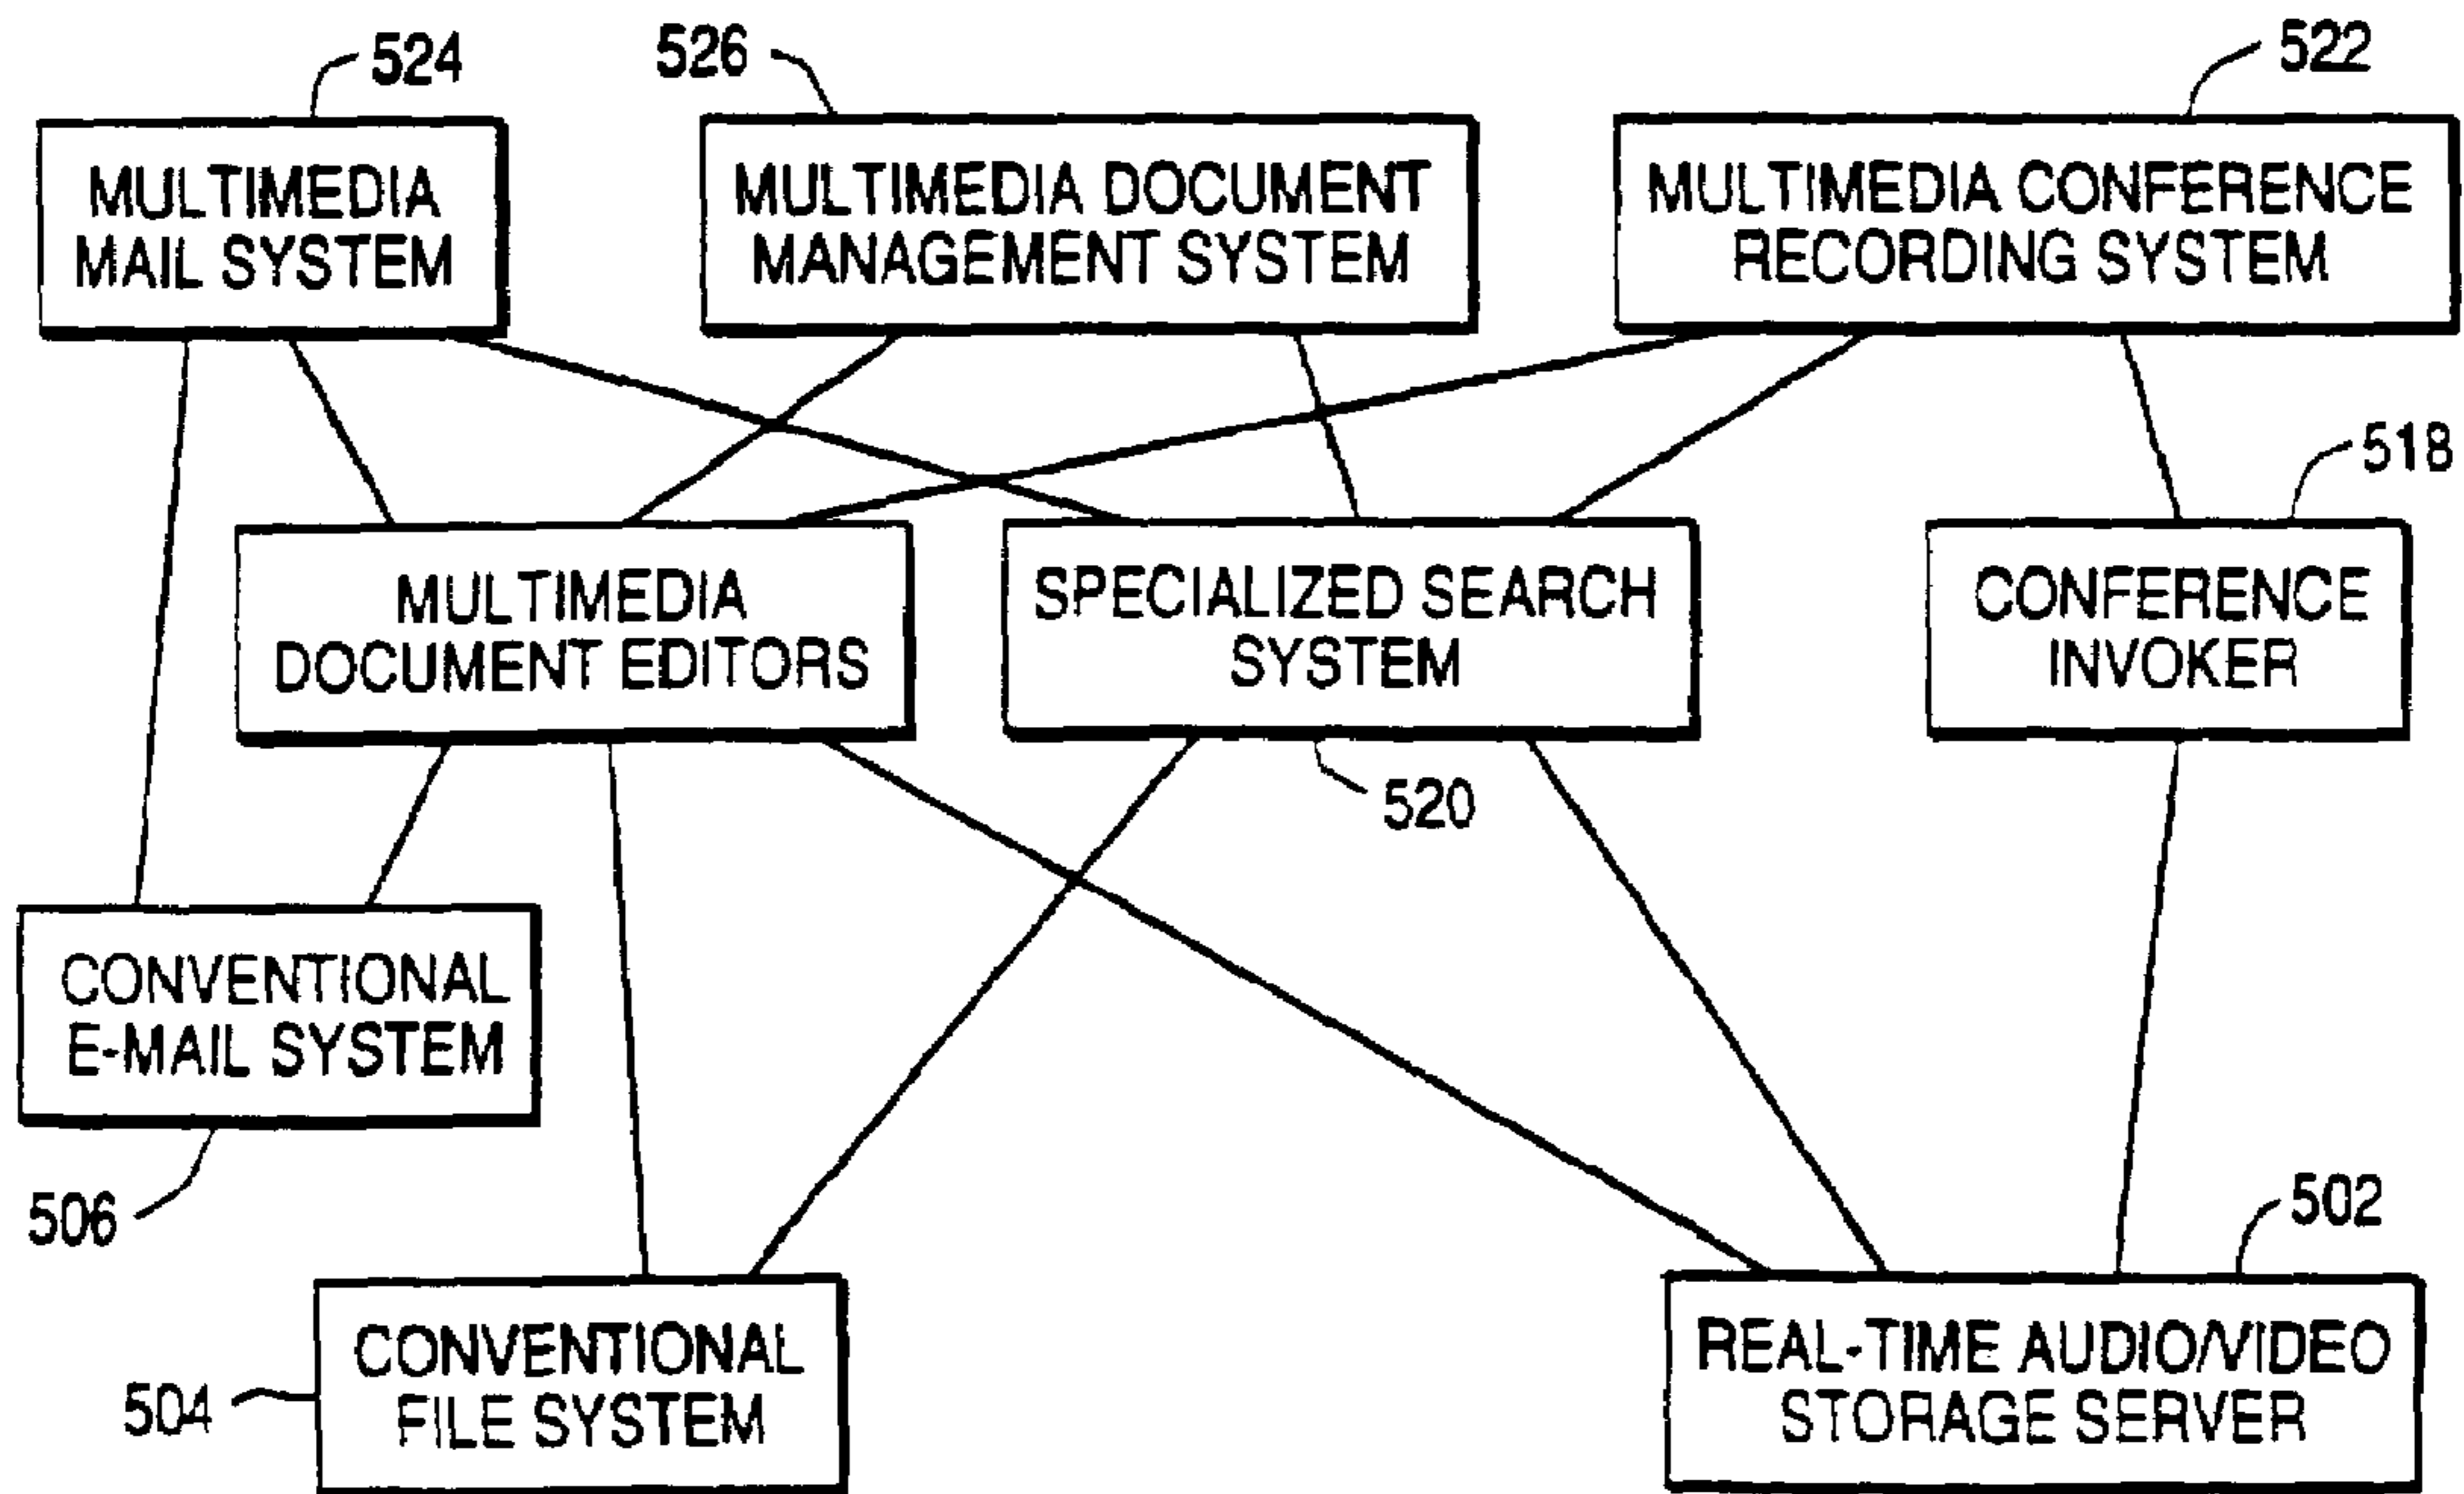 524
526
522
MULTIMEDIA
MAIL SYSTEM
MULTIMEDIA DOCUMENT
MANAGEMENT SYSTEM
MULTIMEDIA CONFERENCE
RECORDING SYSTEM
518
MULTIMEDIA
DOCUMENT EDITORS
SPECIALIZED SEARCH
SYSTEM
CONFERENCE
INVOKER
520
CONVENTIONAL
E-MAIL SYSTEM
506
502
504
CONVENTIONAL
FILE SYSTEM
REAL-TIME AUDIO/VIDEO
STORAGE SERVER